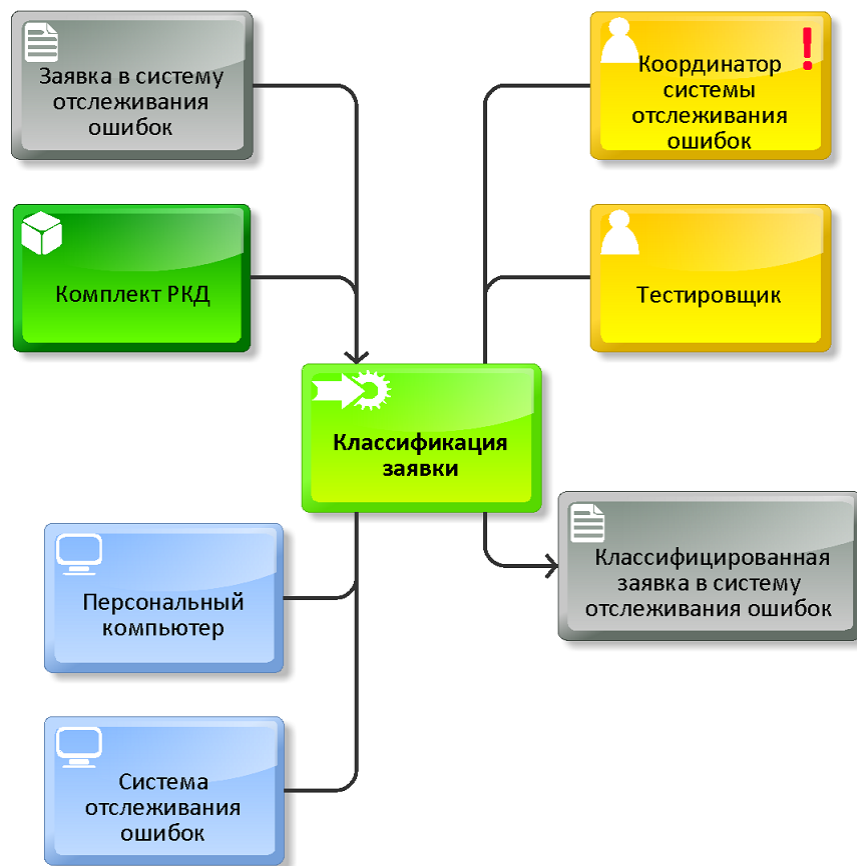 Заявка в систему
отслеживания
ошибок
Координатор
системы
отслеживания
ошибок
!
Комплект РКД
Тестировщик
Классификация
заявки
Классифицированная
заявка в систему
отслеживания ошибок
Персональный
компьютер
Система
отслеживания
ошибок